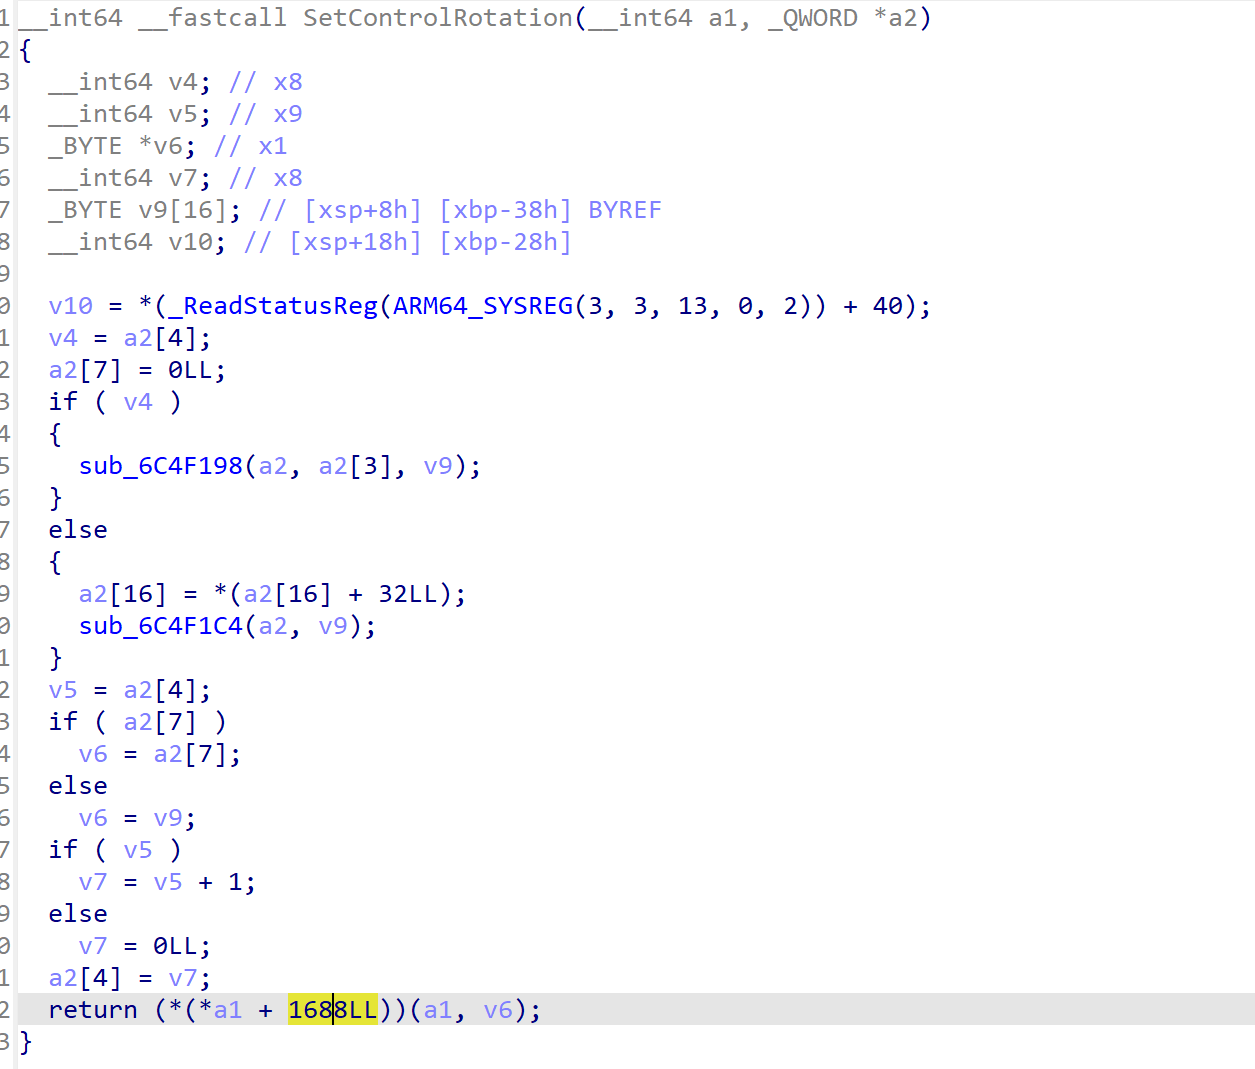 1 __int64 __fastcall SetControlRotation(__int64 a1, _QWORD *a2)
2 {
3   __int64 v4; // x8
4   __int64 v5; // x9
5   _BYTE *v6; // x1
6   __int64 v7; // x8
7   _BYTE v9[16]; // [xsp+8h] [xbp-38h] BYREF
8   __int64 v10; // [xsp+18h] [xbp-28h]
9
0   v10 = *(_ReadStatusReg(ARM64_SYSREG(3, 3, 13, 0, 2)) + 40);
1   v4 = a2[4];
2   a2[7] = 0LL;
3   if ( v4 )
4   {
5     sub_6C4F198(a2, a2[3], v9);
6   }
7   else
8   {
9     a2[16] = *(a2[16] + 32LL);
0     sub_6C4F1C4(a2, v9);
1   }
2   v5 = a2[4];
3   if ( a2[7] )
4     v6 = a2[7];
5   else
6     v6 = v9;
7   if ( v5 )
8     v7 = v5 + 1;
9   else
0     v7 = 0LL;
1   a2[4] = v7;
2   return (*(*a1 + 1688LL))(a1, v6);
3 }